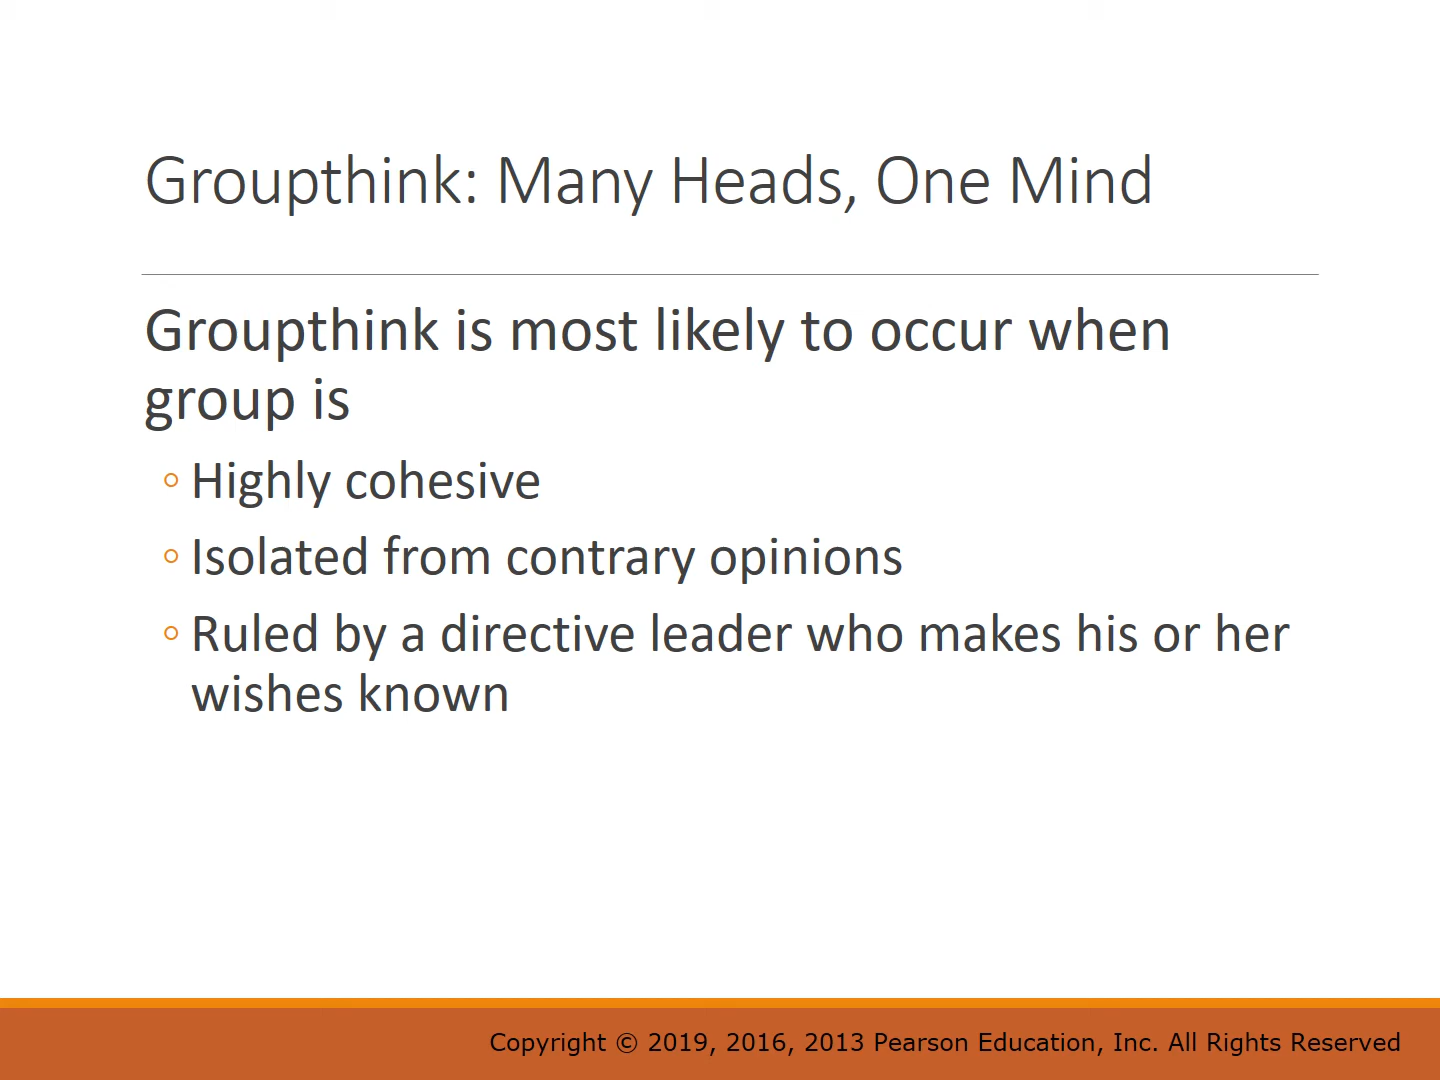 Groupthink: Many Heads, One Mind
Groupthink is most likely to occur when
group is
◦ Highly cohesive
◦ Isolated from contrary opinions
◦ Ruled by a directive leader who makes his or her
wishes known
Copyright © 2019, 2016, 2013 Pearson Education, Inc. All Rights Reserved